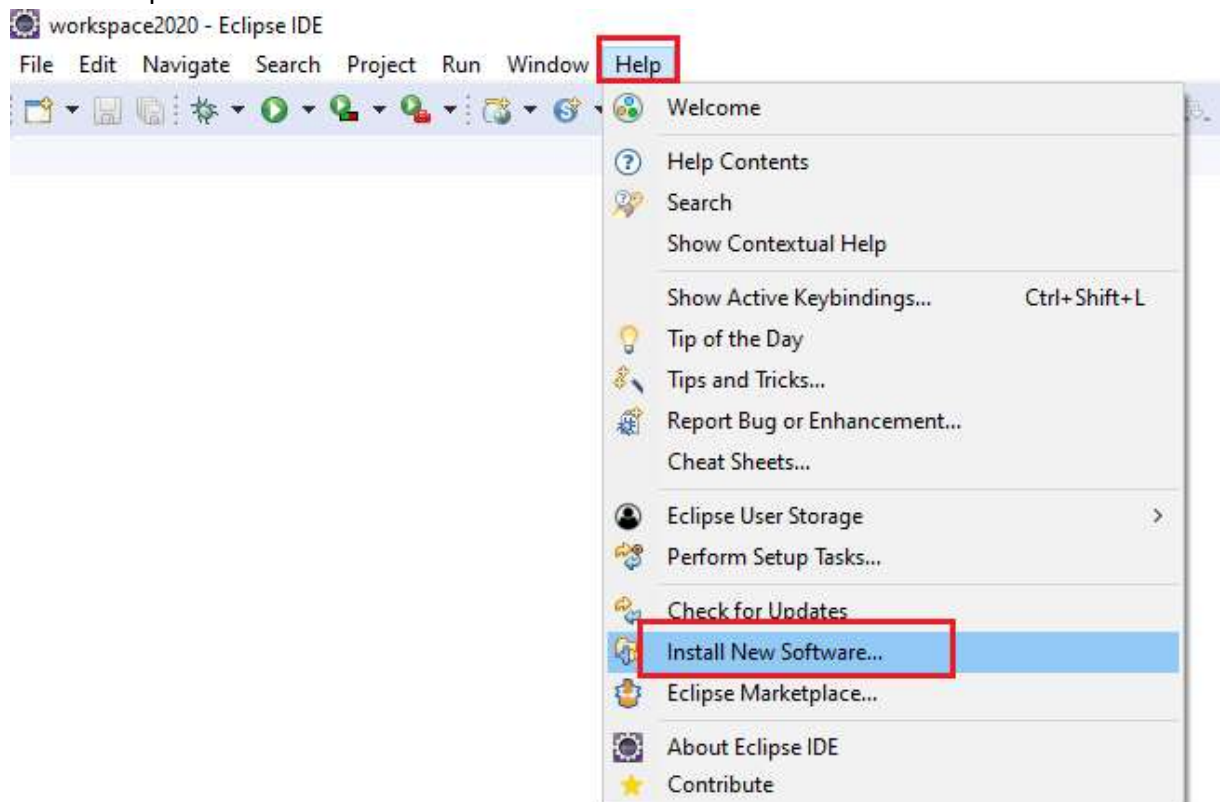 workspace2020 - Eclipse IDE
File Edit Navigate Search Project Run Window Help
Welcome
Help Contents
Search
Show Contextual Help
Show Active Keybindings... Ctrl+Shift+L
Tip of the Day
Tips and Tricks...
Report Bug or Enhancement...
Cheat Sheets...
Eclipse User Storage
Perform Setup Tasks...
Check for Updates
Install New Software...
Eclipse Marketplace...
About Eclipse IDE
Contribute